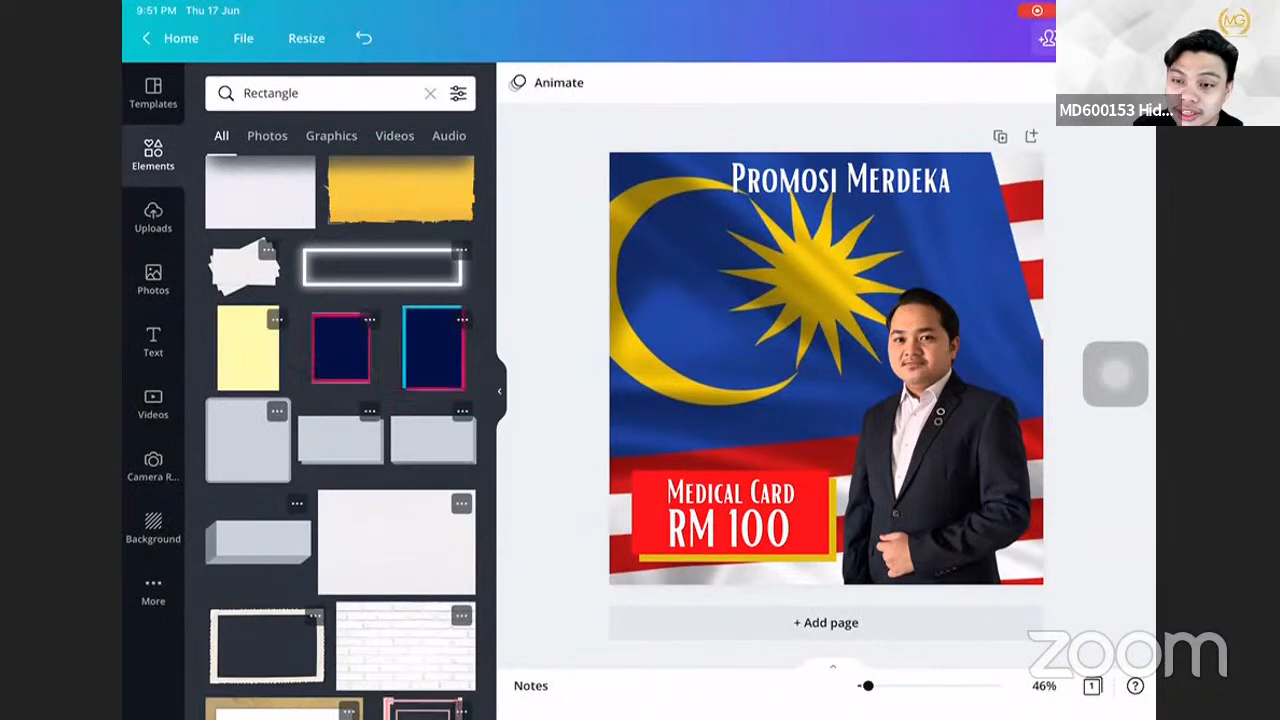 9:51 PM Thu 17 Jun
Home File Resize
MG
MD600153 Hid...
Templates
Elements
Uploads
Photos
Text
Videos
Camera R...
Background
More
Rectangle
All Photos Graphics Videos Audio
Animate
PROMOSI MERDEKA
MEDICAL CARD
RM 100
+ Add page
Notes
46%
1
?
zoom